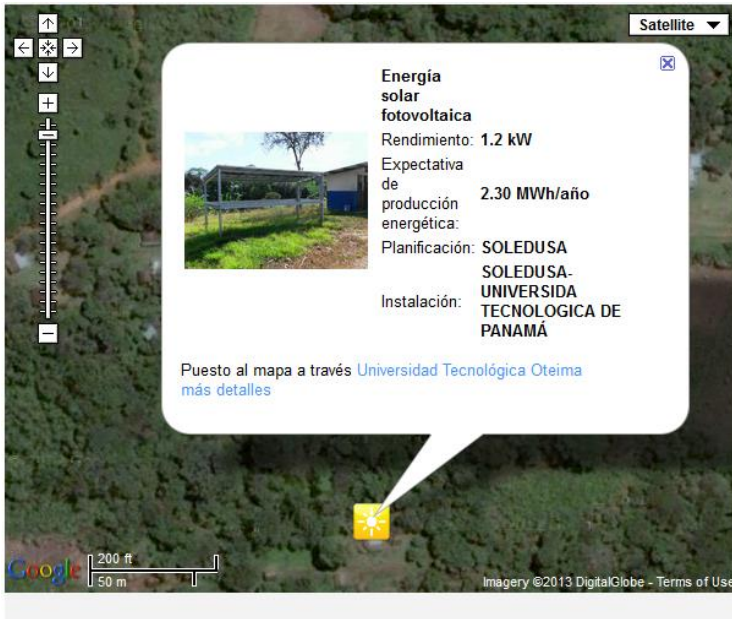 Satellite
Energía
solar
fotovoltaica
Rendimiento: 1.2 kW
Expectativa
de
producción
energética:
2.30 MWh/año
Planificación: SOLEDUSA
Instalación:
SOLEDUSA-
UNIVERSIDA
TECNOLOGICA DE
PANAMÁ
Puesto al mapa a través Universidad Tecnológica Oteima
más detalles
Google
200 ft
50 m
Imagery ©2013 DigitalGlobe - Terms of Use